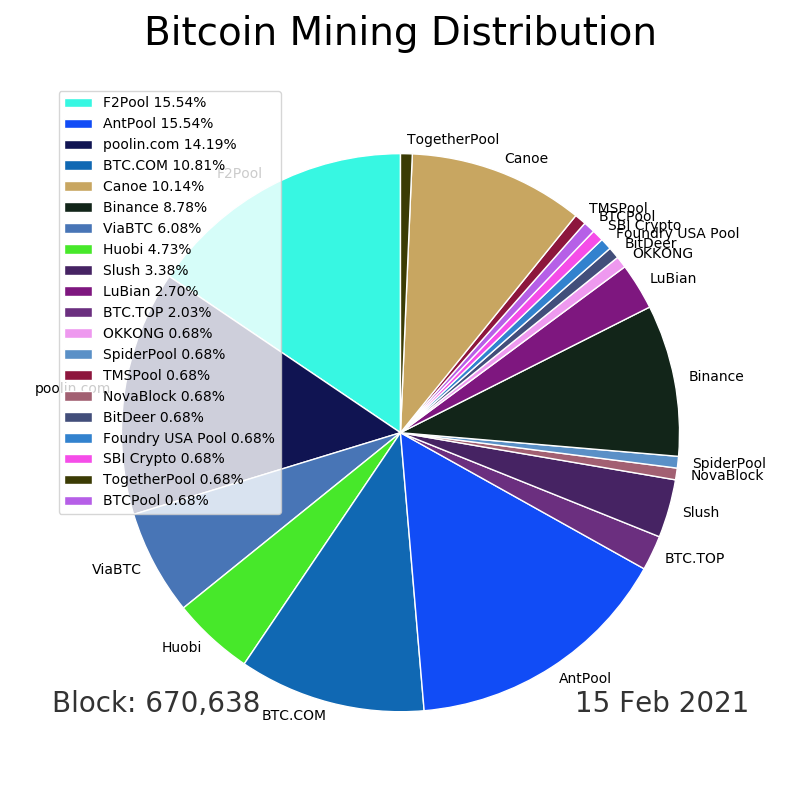 Bitcoin Mining Distribution
F2Pool 15.54%
AntPool 15.54%
poolin.com 14.19%
BTC.COM 10.81%
Canoe 10.14%
Binance 8.78%
ViaBTC 6.08%
Huobi 4.73%
Slush 3.38%
LuBian 2.70%
BTC.TOP 2.03%
OKKONG 0.68%
SpiderPool 0.68%
TMSPool 0.68%
NovaBlock 0.68%
BitDeer 0.68%
Foundry USA Pool 0.68%
SBI Crypto 0.68%
TogetherPool 0.68%
BTCPool 0.68%
F2Pool
poolin.com
ViaBTC
Huobi
BTC.COM
AntPool
BTC.TOP
Slush
NovaBlock
SpiderPool
Binance
LuBian
OKKONG
BitDeer
Foundry USA Pool
SBI Crypto
BTCPool
TMSPool
Canoe
TogetherPool
Block: 670,638
15 Feb 2021